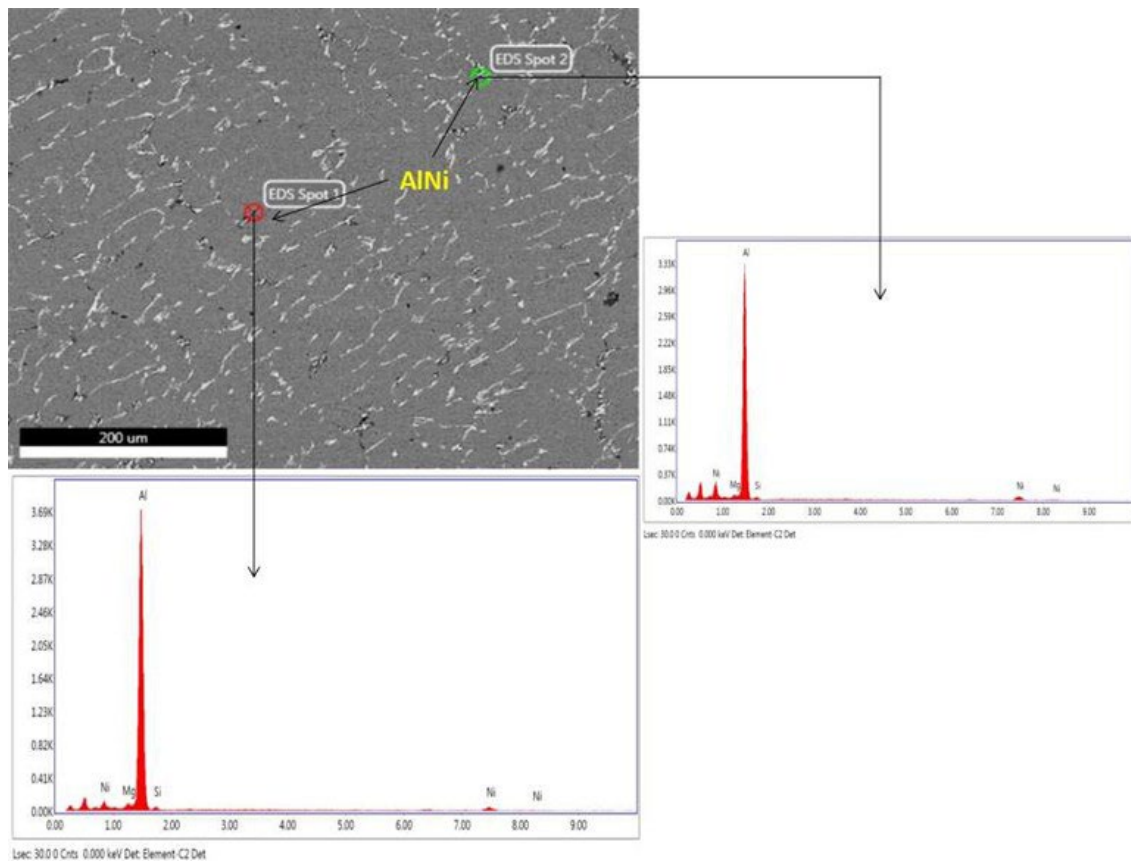 EDS Spot 2
AlNi
EDS Spot 1
200 um
3.33K
2.96K
2.59K
2.22K
1.85K
1.48K
1.11K
0.74K
0.37K
0.00K
Al
Ni
Mg
Si
Ni
Ni
0.00 1.00 2.00 3.00 4.00 5.00 6.00 7.00 8.00 9.00
Lsec: 30.0 0 Cnts 0.000 keV Det: Element-C2 Det
3.69K
3.28K
2.87K
2.46K
2.05K
1.64K
1.23K
0.82K
0.41K
0.00K
Al
Ni
Mg
Si
Ni
Ni
0.00 1.00 2.00 3.00 4.00 5.00 6.00 7.00 8.00 9.00
Lsec: 30.0 0 Cnts 0.000 keV Det: Element-C2 Det